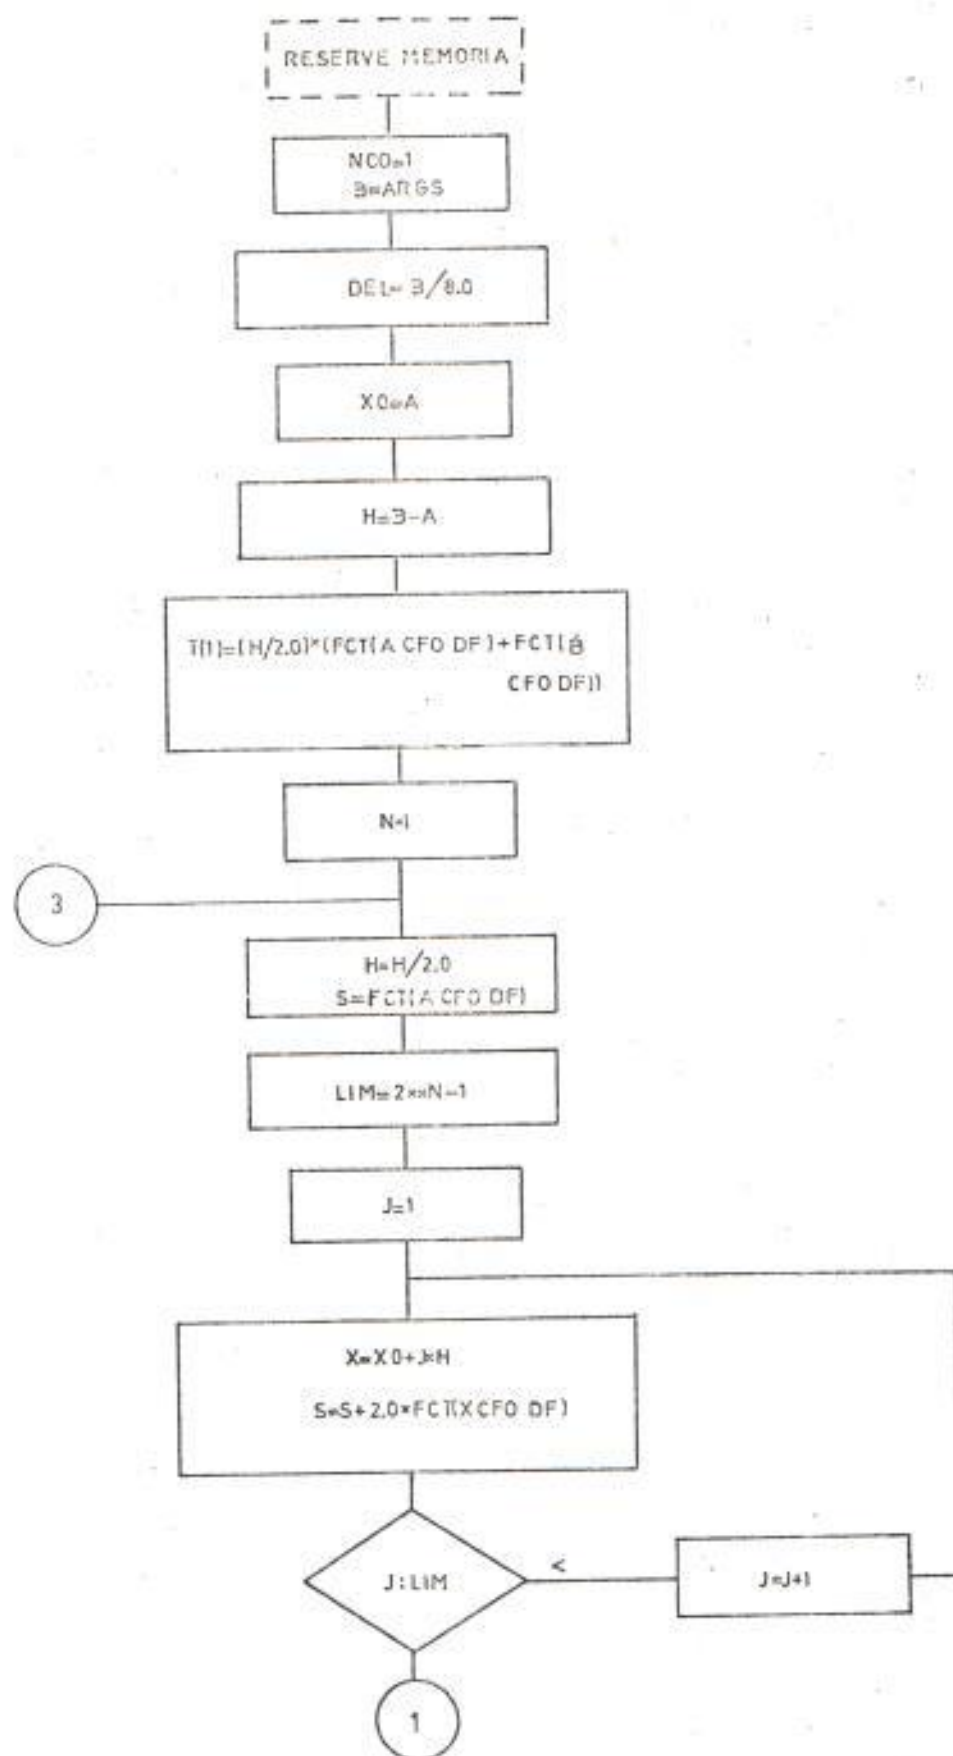 RESERVE MEMORIA
NCO=1
B=ARGS
DEL= B/8.0
X0=A
H=B-A
T(1)=(H/2.0)*(FCT(A CFO DF)+FCT(B
CFO DF))
N=1
3
H=H/2.0
S=FCT(A CFO DF)
LIM=2**N-1
J=1
X=X0+J*H
S=S+2.0*FCT(X CFO DF)
J:LIM
<
J=J+1
1